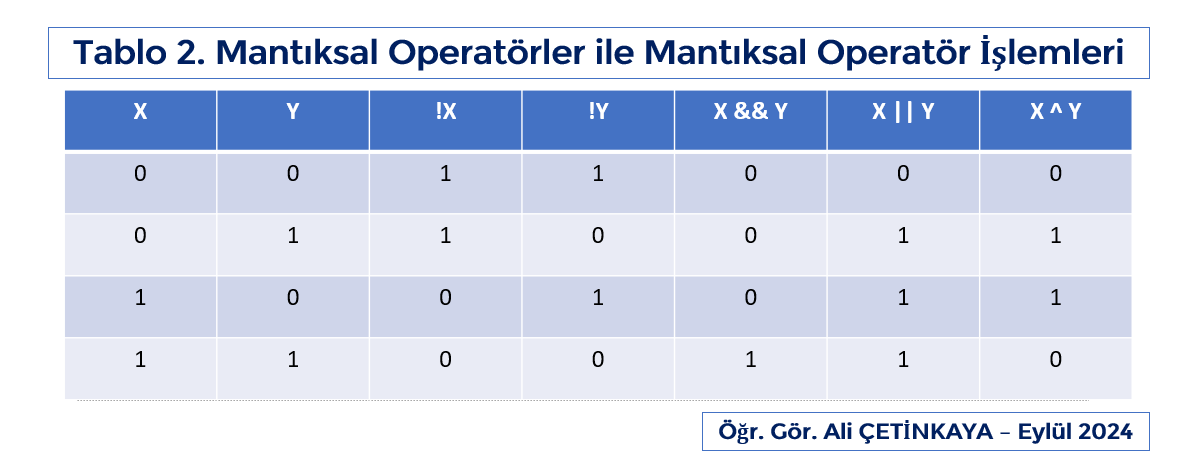 Tablo 2. Mantıksal Operatörler ile Mantıksal Operatör İşlemleri
X Y !X !Y X && Y X || Y X ^ Y
0 0 1 1 0 0 0
0 1 1 0 0 1 1
1 0 0 1 0 1 1
1 1 0 0 1 1 0
Öğr. Gör. Ali ÇETİNKAYA – Eylül 2024